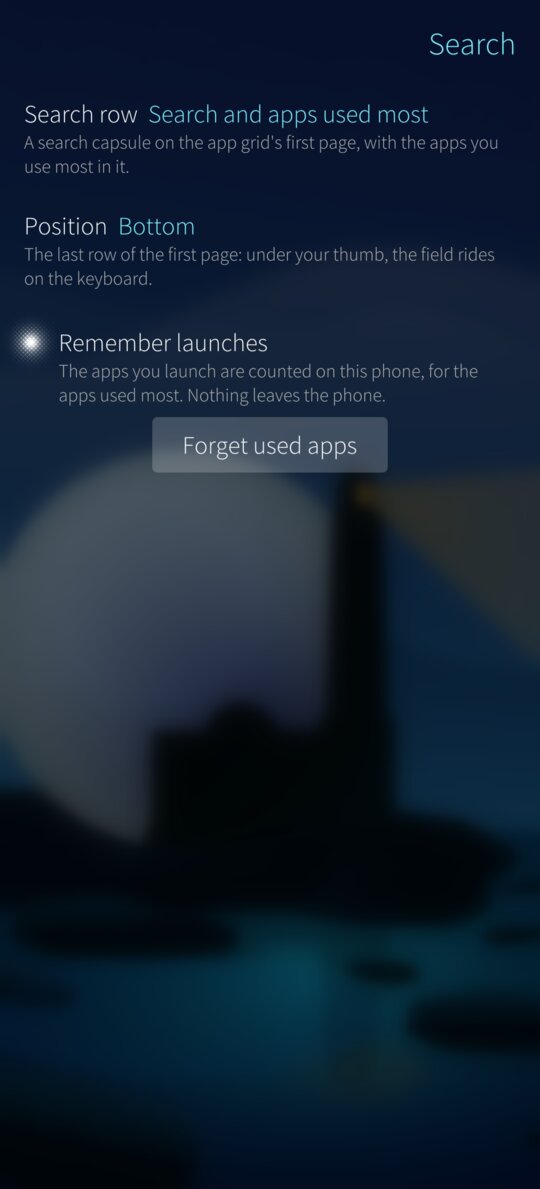 Search
Search row Search and apps used most
A search capsule on the app grid's first page, with the apps you
use most in it.
Position Bottom
The last row of the first page: under your thumb, the field rides
on the keyboard.
Remember launches
The apps you launch are counted on this phone, for the
apps used most. Nothing leaves the phone.
Forget used apps